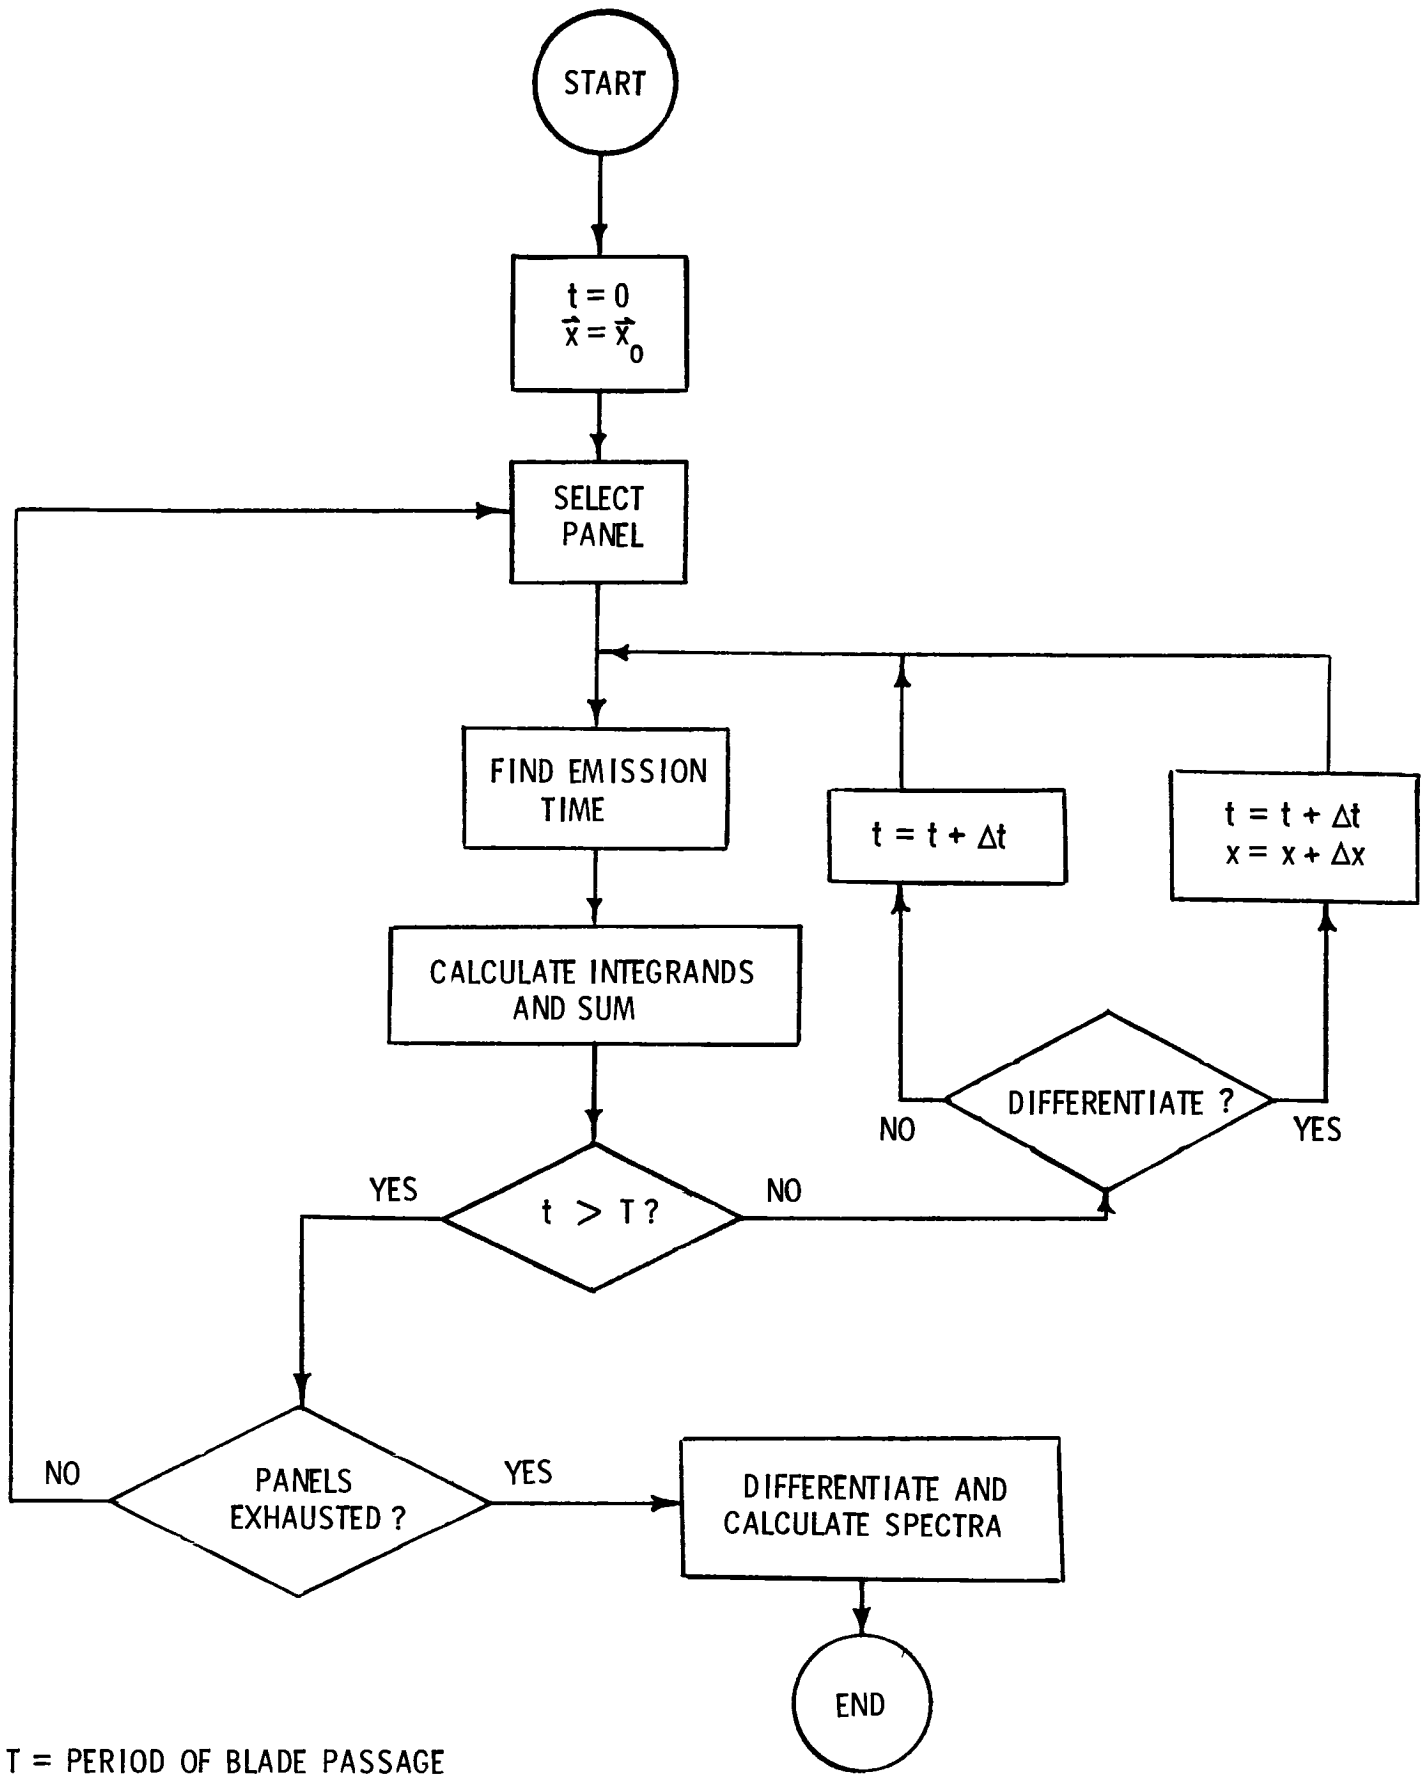 START
t = 0
x⃗ = x⃗₀
SELECT
PANEL
FIND EMISSION
TIME
t = t + Δt
t = t + Δt
x = x + Δx
CALCULATE INTEGRANDS
AND SUM
DIFFERENTIATE ?
NO
YES
YES
t > T ?
NO
NO
PANELS
EXHAUSTED ?
YES
DIFFERENTIATE AND
CALCULATE SPECTRA
END
T = PERIOD OF BLADE PASSAGE